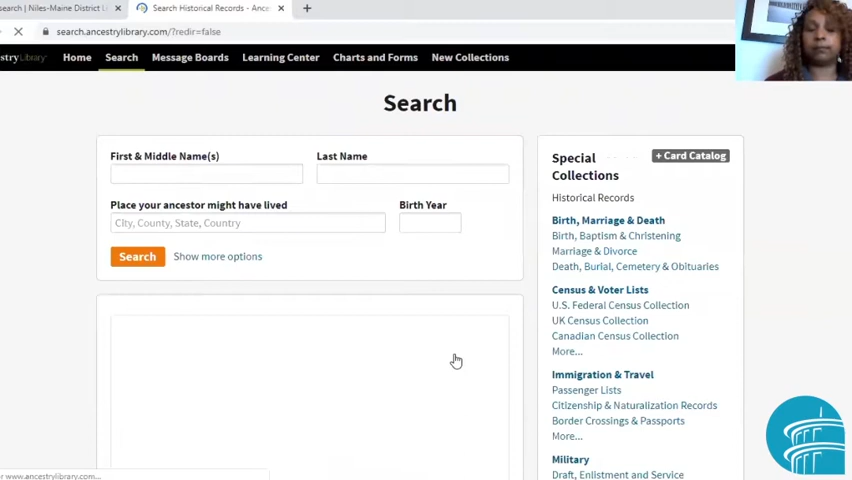 search | Niles-Maine District Li
Search Historical Records - Ance
search.ancestrylibrary.com/?redir=false
stryLibrary
Home Search Message Boards Learning Center Charts and Forms New Collections
Search
First & Middle Name(s) Last Name
Place your ancestor might have lived Birth Year
City, County, State, Country
Search Show more options
Special Collections
+ Card Catalog
Historical Records
Birth, Marriage & Death
Birth, Baptism & Christening
Marriage & Divorce
Death, Burial, Cemetery & Obituaries
Census & Voter Lists
U.S. Federal Census Collection
UK Census Collection
Canadian Census Collection
More...
Immigration & Travel
Passenger Lists
Citizenship & Naturalization Records
Border Crossings & Passports
More...
Military
Draft, Enlistment and Service
or www.ancestrylibrary.com...